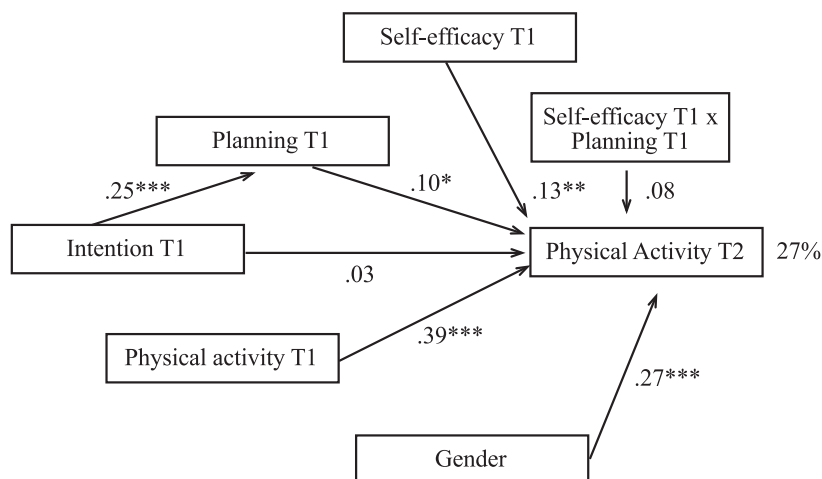 Self-efficacy T1
Self-efficacy T1 x
Planning T1
Planning T1
.25***
.10*
.13**
.08
Intention T1
Physical Activity T2
27%
.03
Physical activity T1
.39***
.27***
Gender